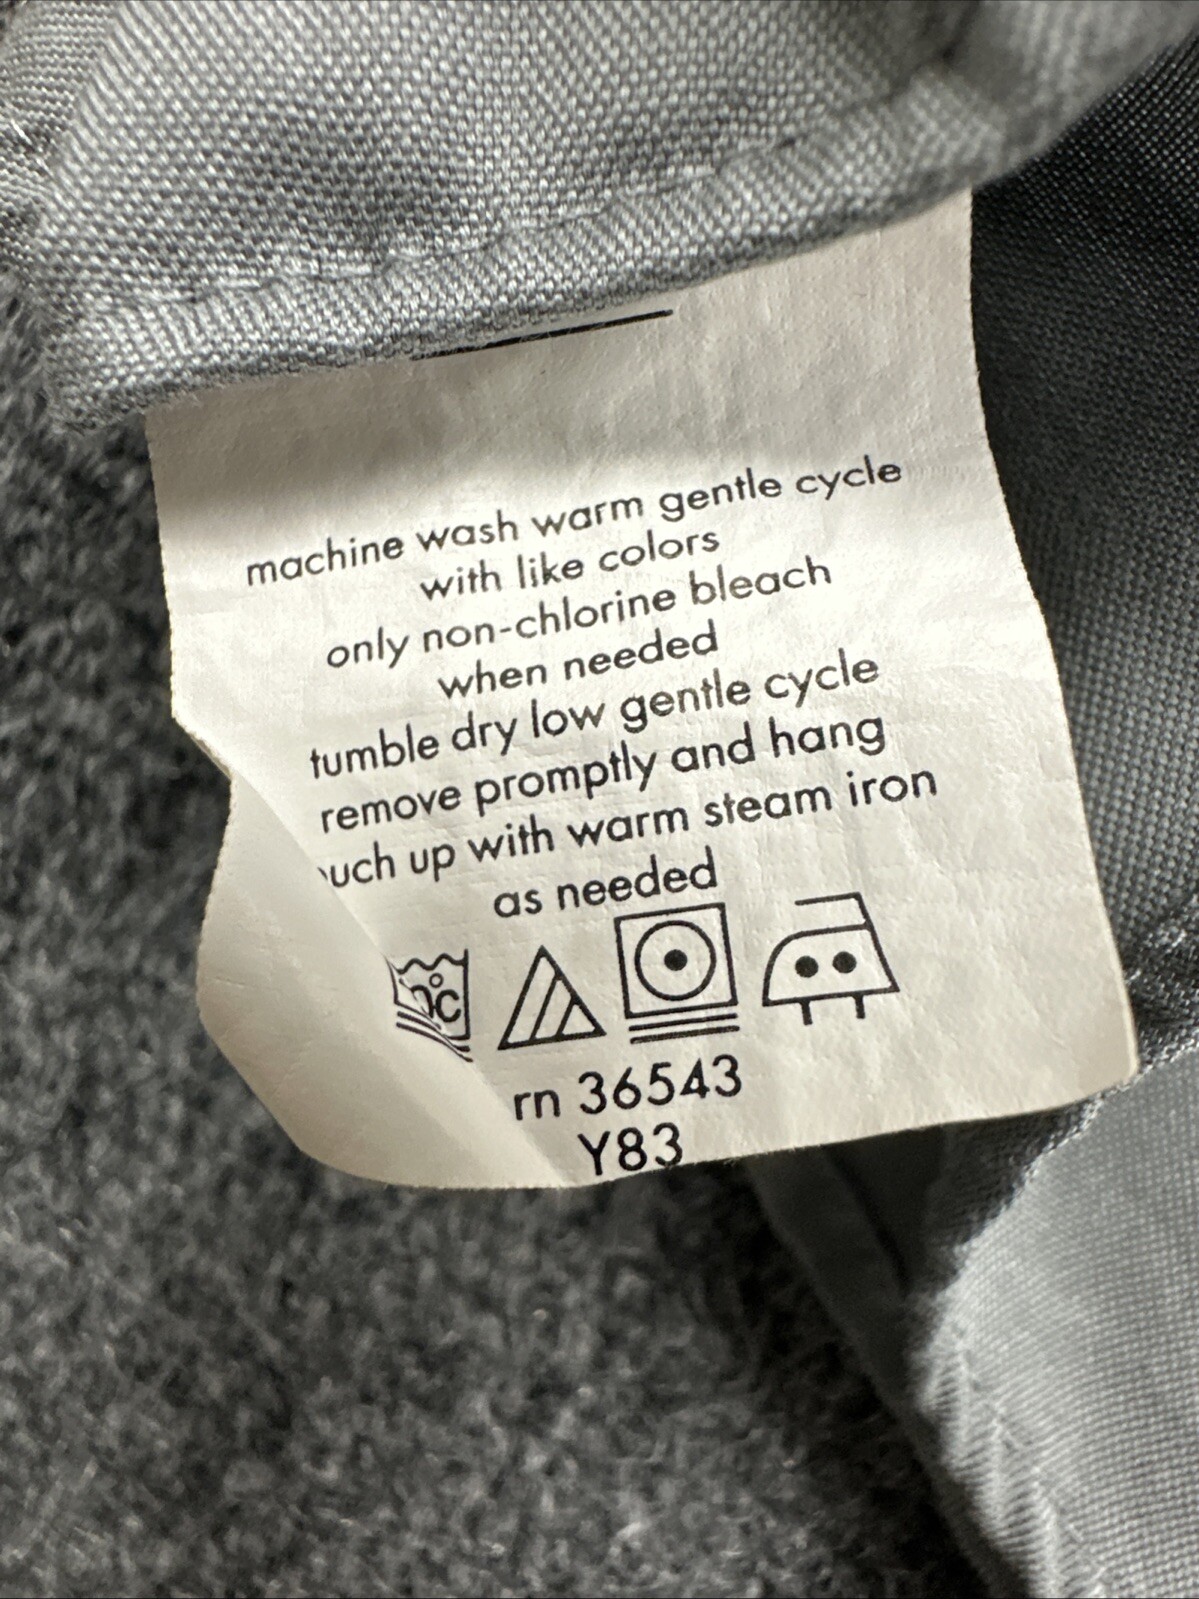 machine wash warm gentle cycle
with like colors
only non-chlorine bleach
when needed
tumble dry low gentle cycle
remove promptly and hang
up with warm steam iron
as needed
°C
rn 36543
Y83